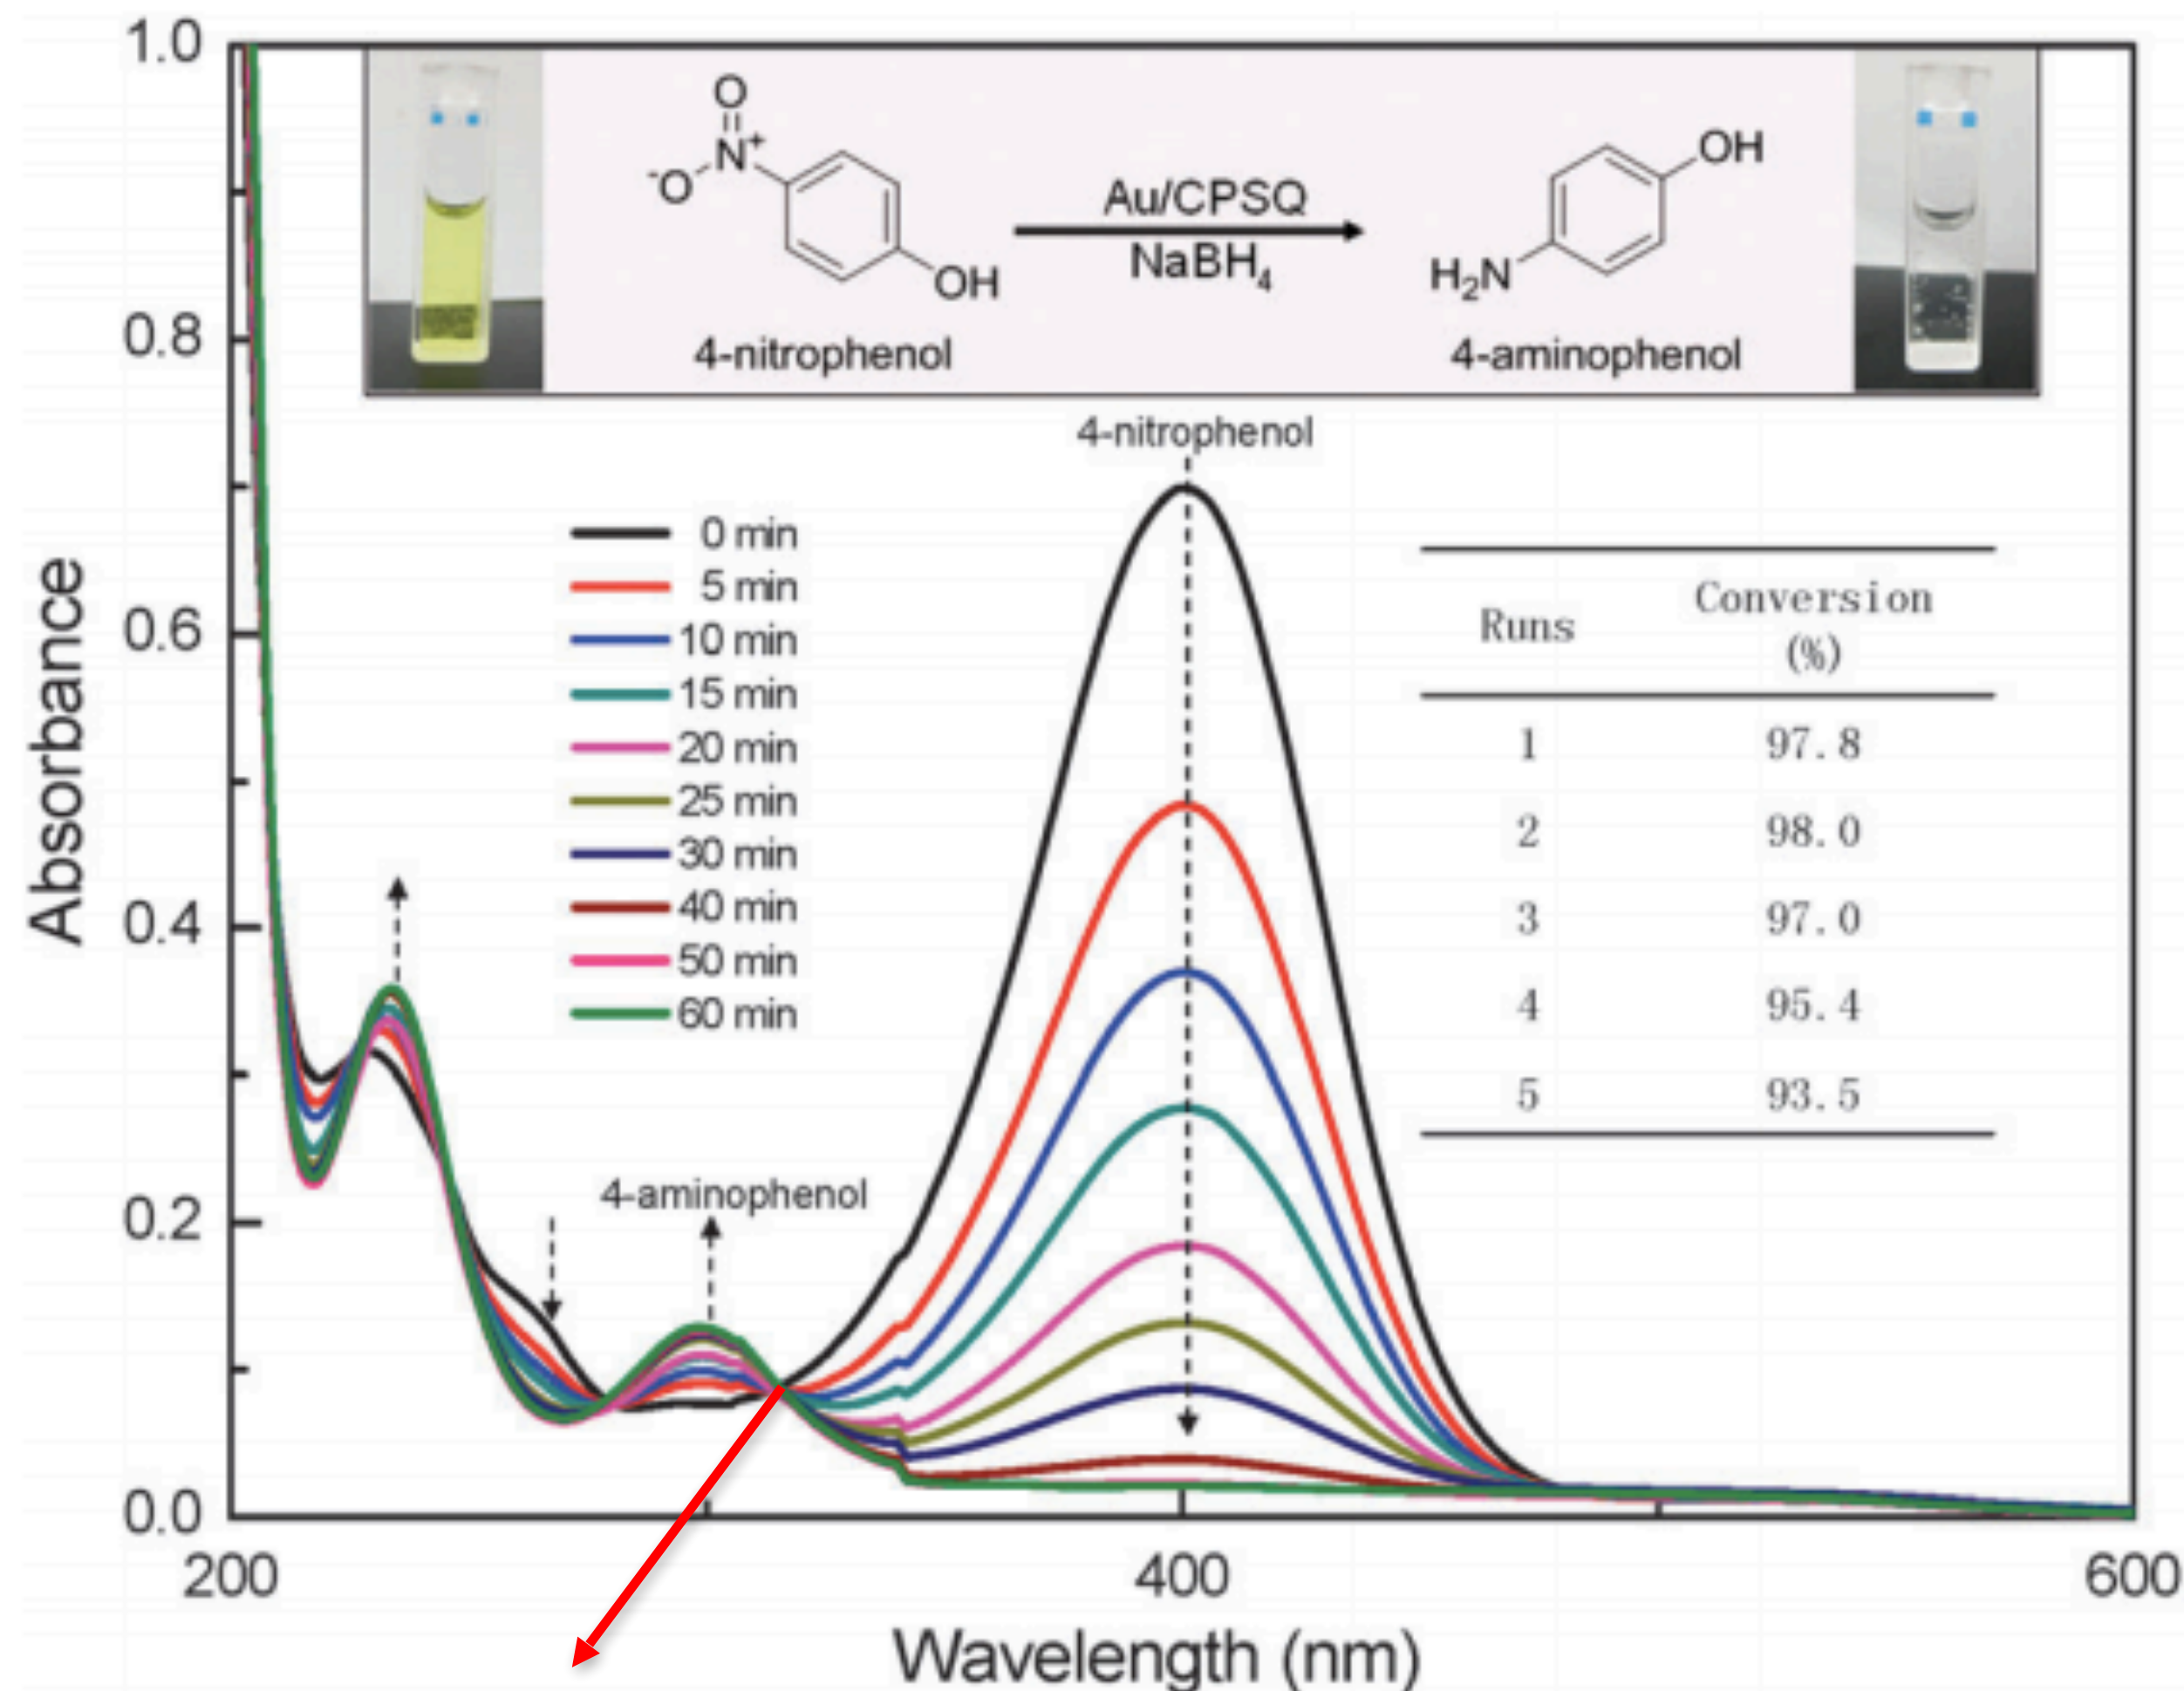 1.0
0.8
0.6
0.4
0.2
0.0
Absorbance
O
N+
-O
OH
4-nitrophenol
Au/CPSQ
NaBH4
OH
H2N
4-aminophenol
4-nitrophenol
0 min
5 min
10 min
15 min
20 min
25 min
30 min
40 min
50 min
60 min
Runs Conversion
(%)
1 97.8
2 98.0
3 97.0
4 95.4
5 93.5
4-aminophenol
200 400 600
Wavelength (nm)